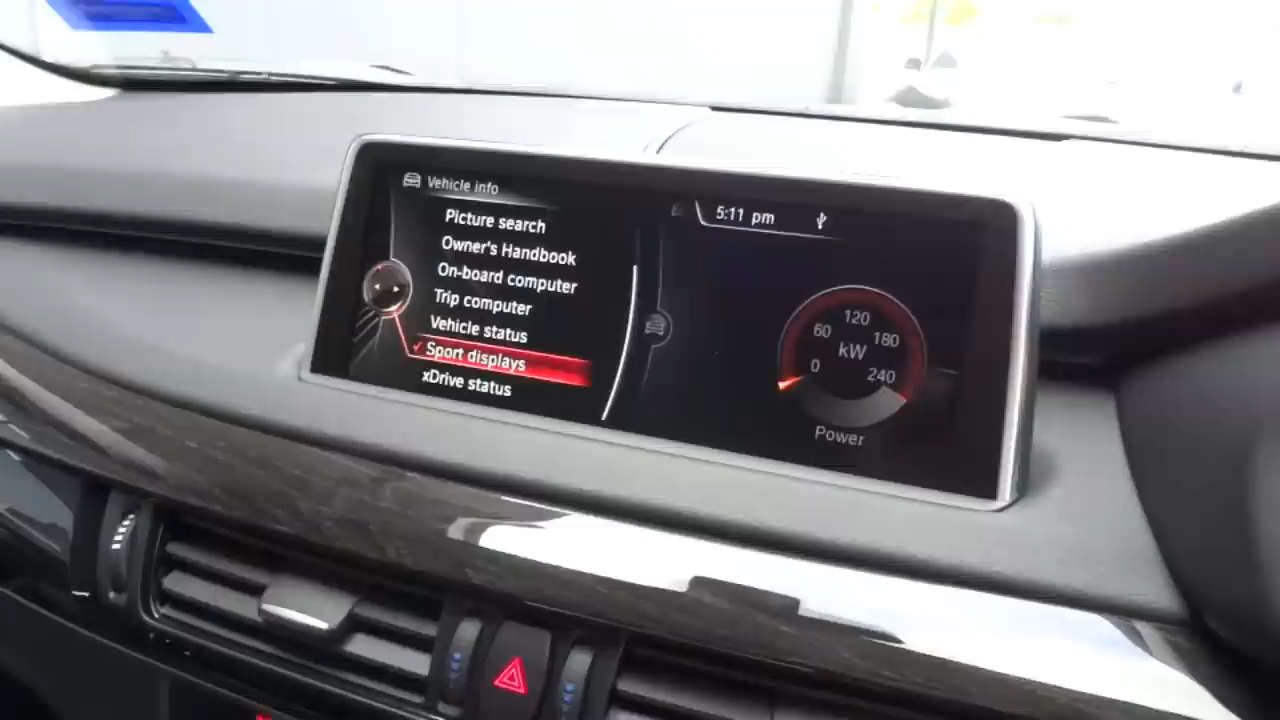 Vehicle info
Picture search
Owner's Handbook
On-board computer
Trip computer
Vehicle status
Sport displays
xDrive status
5:11 pm
120
60
180
kW
0
240
Power